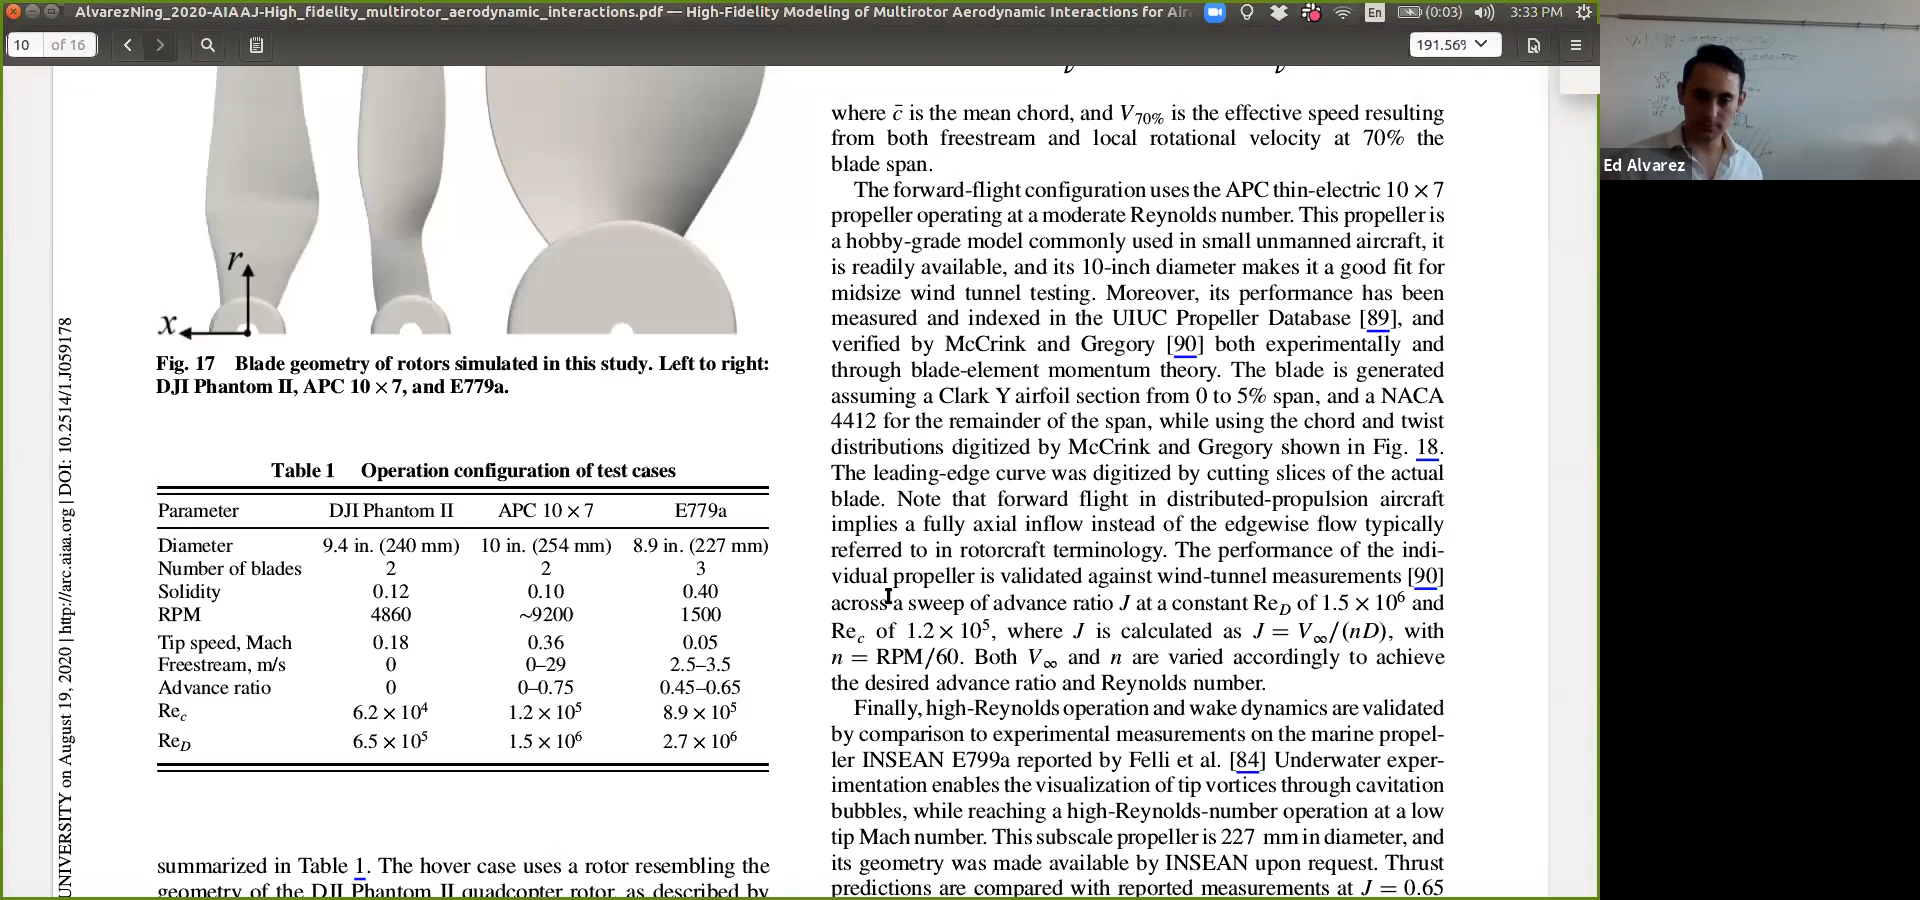 AlvarezNing_2020-AIAAJ-High_fidelity_multirotor_aerodynamic_interactions.pdf — High-Fidelity Modeling of Multirotor Aerodynamic Interactions for Air
En
(0:03)
3:33 PM
10 of 16
191.56%
r
x
Fig. 17 Blade geometry of rotors simulated in this study. Left to right:
DJI Phantom II, APC 10 × 7, and E779a.
Table 1 Operation configuration of test cases
Parameter DJI Phantom II APC 10 × 7 E779a
Diameter 9.4 in. (240 mm) 10 in. (254 mm) 8.9 in. (227 mm)
Number of blades 2 2 3
Solidity 0.12 0.10 0.40
RPM 4860 ~9200 1500
Tip speed, Mach 0.18 0.36 0.05
Freestream, m/s 0 0–29 2.5–3.5
Advance ratio 0 0–0.75 0.45–0.65
Re_c 6.2 × 10⁴ 1.2 × 10⁵ 8.9 × 10⁵
Re_D 6.5 × 10⁵ 1.5 × 10⁶ 2.7 × 10⁶
summarized in Table 1. The hover case uses a rotor resembling the
geometry of the DJI Phantom II quadcopter rotor, as described by
UNIVERSITY on August 19, 2020 | http://arc.aiaa.org | DOI: 10.2514/1.J059178
where c̄ is the mean chord, and V70% is the effective speed resulting
from both freestream and local rotational velocity at 70% the
blade span.
The forward-flight configuration uses the APC thin-electric 10 × 7
propeller operating at a moderate Reynolds number. This propeller is
a hobby-grade model commonly used in small unmanned aircraft, it
is readily available, and its 10-inch diameter makes it a good fit for
midsize wind tunnel testing. Moreover, its performance has been
measured and indexed in the UIUC Propeller Database [89], and
verified by McCrink and Gregory [90] both experimentally and
through blade-element momentum theory. The blade is generated
assuming a Clark Y airfoil section from 0 to 5% span, and a NACA
4412 for the remainder of the span, while using the chord and twist
distributions digitized by McCrink and Gregory shown in Fig. 18.
The leading-edge curve was digitized by cutting slices of the actual
blade. Note that forward flight in distributed-propulsion aircraft
implies a fully axial inflow instead of the edgewise flow typically
referred to in rotorcraft terminology. The performance of the indi-
vidual propeller is validated against wind-tunnel measurements [90]
across a sweep of advance ratio J at a constant Re_D of 1.5 × 10⁶ and
Re_c of 1.2 × 10⁵, where J is calculated as J = V∞/(nD), with
n = RPM/60. Both V∞ and n are varied accordingly to achieve
the desired advance ratio and Reynolds number.
Finally, high-Reynolds operation and wake dynamics are validated
by comparison to experimental measurements on the marine propel-
ler INSEAN E799a reported by Felli et al. [84] Underwater exper-
imentation enables the visualization of tip vortices through cavitation
bubbles, while reaching a high-Reynolds-number operation at a low
tip Mach number. This subscale propeller is 227 mm in diameter, and
its geometry was made available by INSEAN upon request. Thrust
predictions are compared with reported measurements at J = 0.65
Ed Alvarez